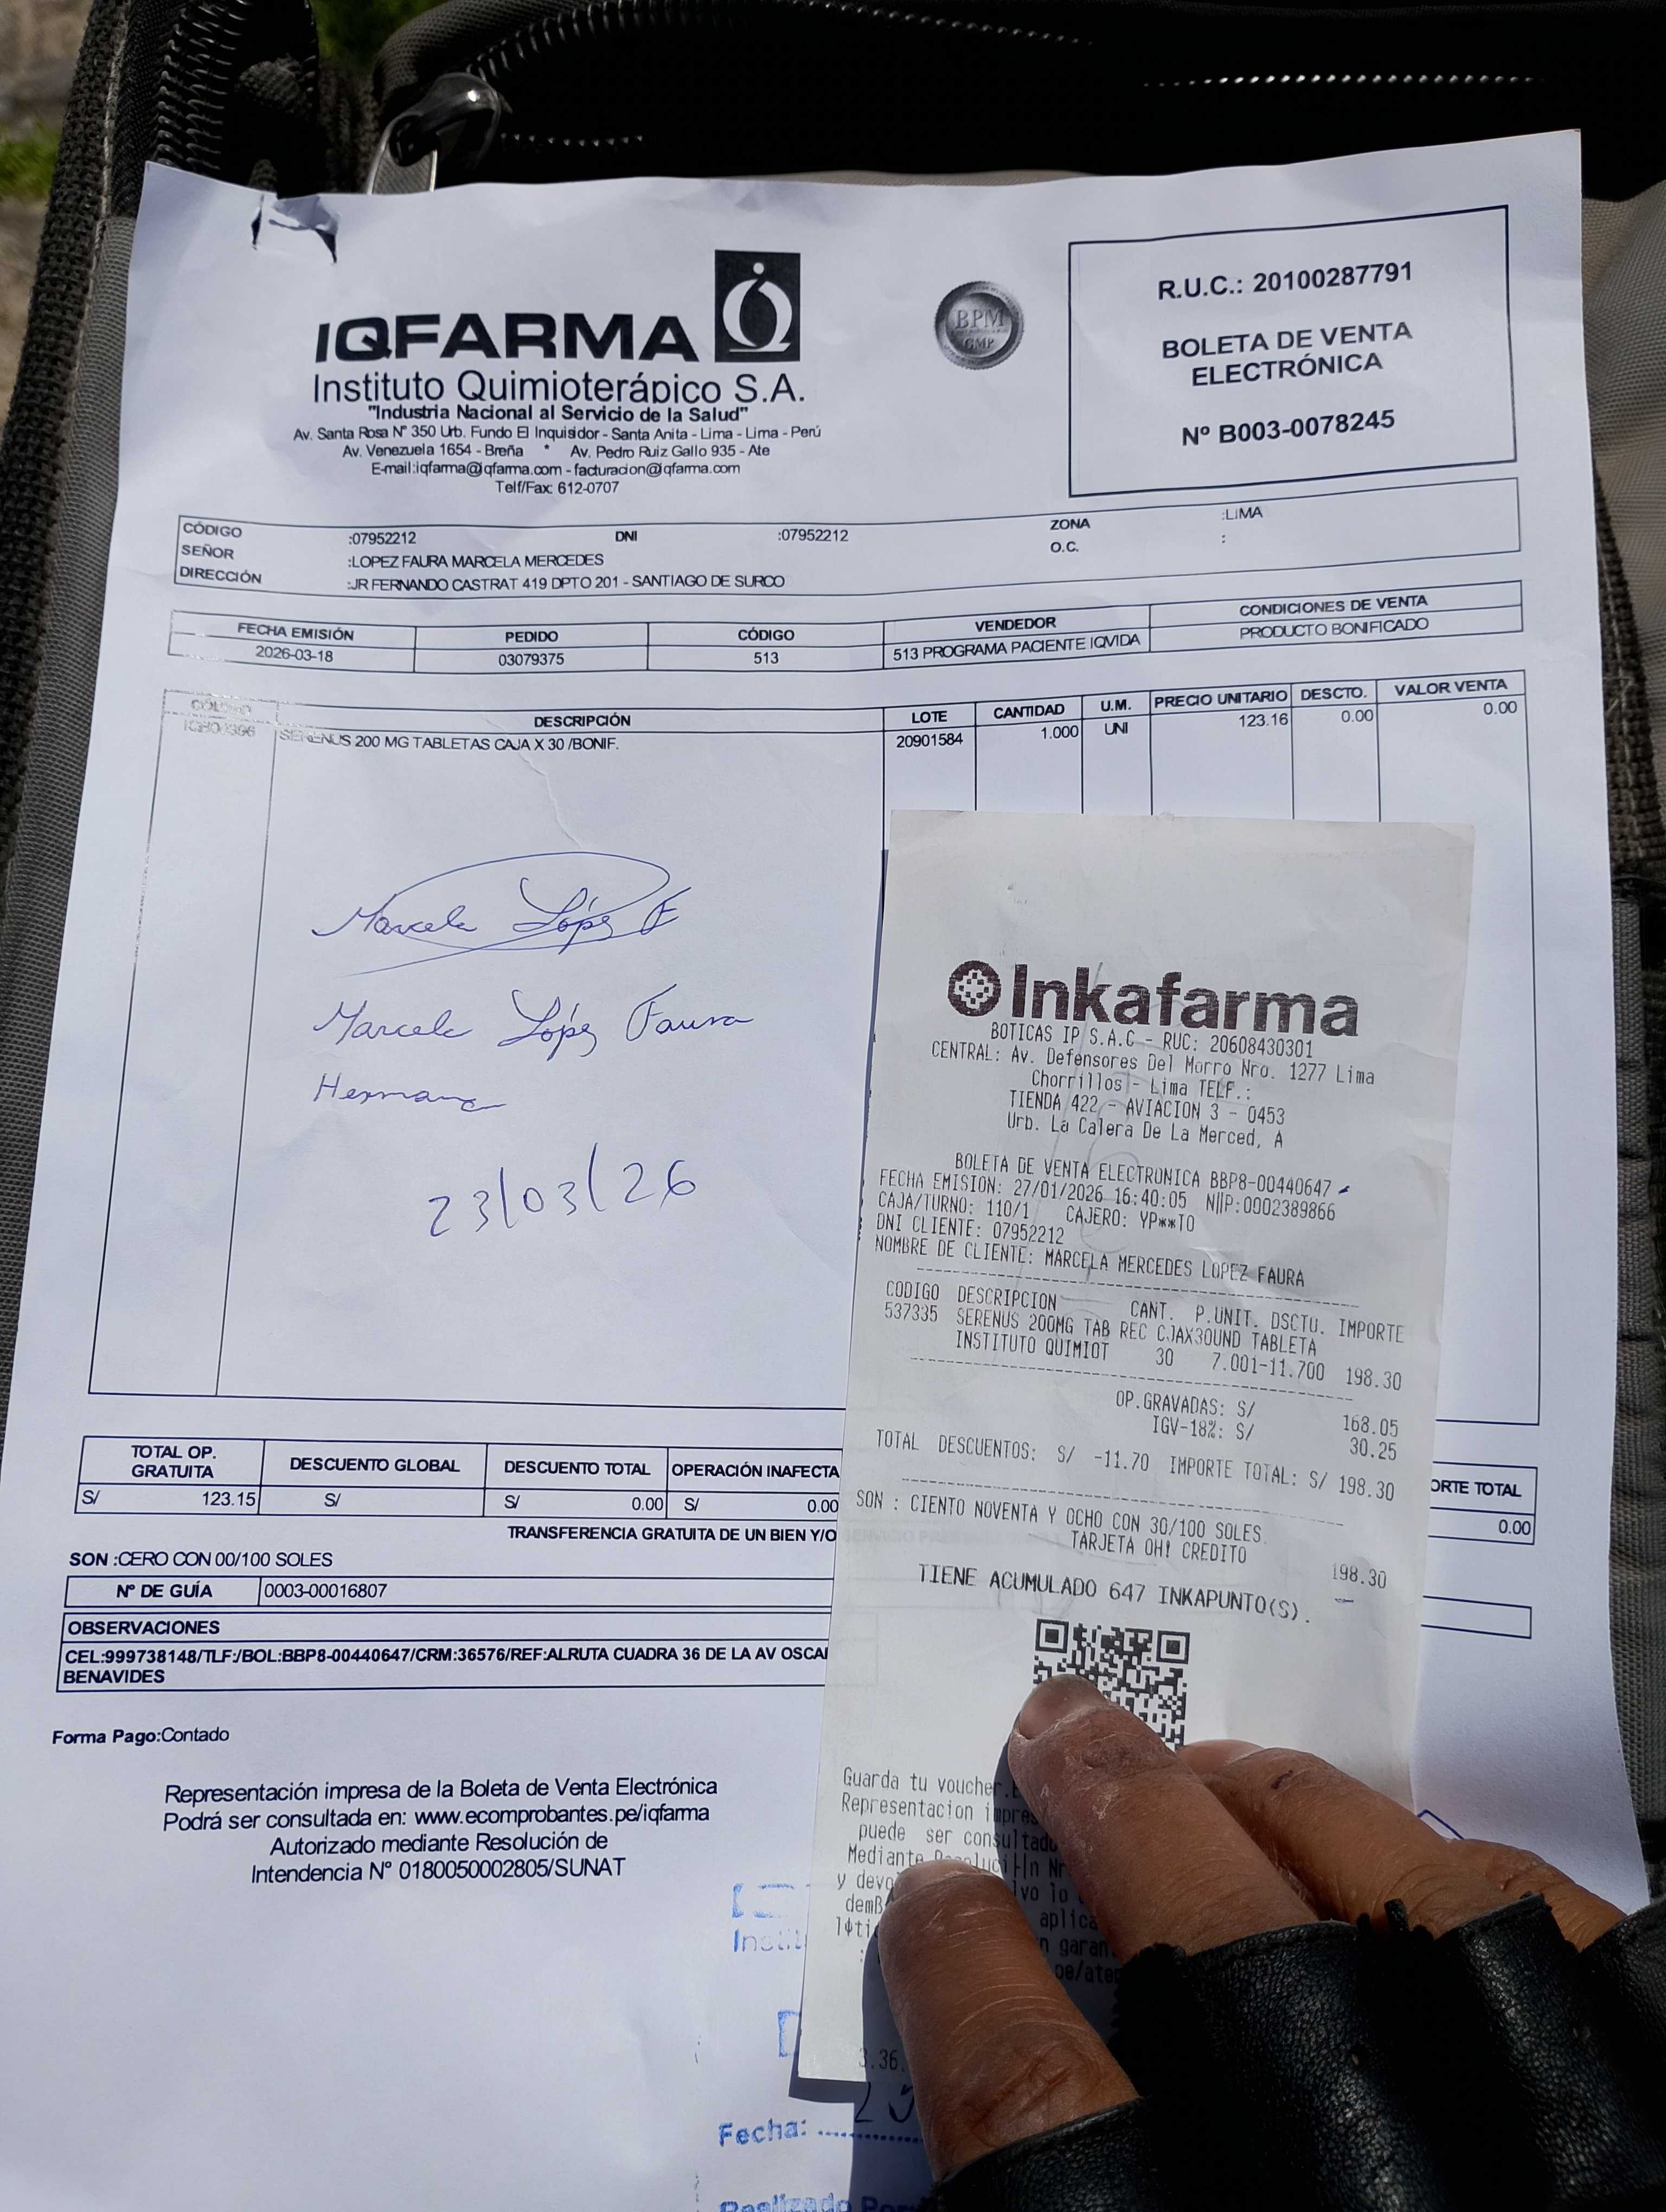 IQFARMA
Instituto Quimioterápico S.A.
"Industria Nacional al Servicio de la Salud"
Av. Santa Rosa N° 350 Urb. Fundo El Inquisidor - Santa Anita - Lima - Lima - Perú
Av. Venezuela 1654 - Breña * Av. Pedro Ruiz Gallo 935 - Ate
E-mail:iqfarma@iqfarma.com - facturacion@iqfarma.com
Telf/Fax: 612-0707
BPM
GMP
R.U.C.: 20100287791
BOLETA DE VENTA
ELECTRÓNICA
Nº B003-0078245
CÓDIGO :07952212 DNI :07952212 ZONA :LIMA
SEÑOR :LOPEZ FAURA MARCELA MERCEDES O.C. :
DIRECCIÓN :JR FERNANDO CASTRAT 419 DPTO 201 - SANTIAGO DE SURCO
FECHA EMISIÓN PEDIDO CÓDIGO VENDEDOR CONDICIONES DE VENTA
2026-03-18 03079375 513 513 PROGRAMA PACIENTE IQVIDA PRODUCTO BONIFICADO
CÓDIGO DESCRIPCIÓN LOTE CANTIDAD U.M. PRECIO UNITARIO DESCTO. VALOR VENTA
SERENUS 200 MG TABLETAS CAJA X 30 /BONIF. 20901584 1.000 UNI 123.16 0.00 0.00
Marcela López F
Marcela López Faura
Hermana
23/03/26
TOTAL OP. GRATUITA DESCUENTO GLOBAL DESCUENTO TOTAL OPERACIÓN INAFECTA ORTE TOTAL
S/ 123.15 S/ S/ 0.00 S/ 0.00 0.00
TRANSFERENCIA GRATUITA DE UN BIEN Y/O
SON :CERO CON 00/100 SOLES
Nº DE GUÍA 0003-00016807
OBSERVACIONES
CEL:999738148/TLF:/BOL:BBP8-00440647/CRM:36576/REF:ALRUTA CUADRA 36 DE LA AV OSCA
BENAVIDES
Forma Pago:Contado
Representación impresa de la Boleta de Venta Electrónica
Podrá ser consultada en: www.ecomprobantes.pe/iqfarma
Autorizado mediante Resolución de
Intendencia N° 0180050002805/SUNAT
Fecha:
Realizado Por
Inkafarma
BOTICAS IP S.A.C - RUC: 20608430301
CENTRAL: Av. Defensores Del Morro Nro. 1277 Lima
Chorrillos - Lima TELF.:
TIENDA 422 - AVIACION 3 - 0453
Urb. La Calera De La Merced, A
BOLETA DE VENTA ELECTRONICA BBP8-00440647
FECHA EMISION: 27/01/2026 16:40:05 N||P:0002389866
CAJA/TURNO: 110/1 CAJERO: YP**TO
DNI CLIENTE: 07952212
NOMBRE DE CLIENTE: MARCELA MERCEDES LOPEZ FAURA
CODIGO DESCRIPCION CANT. P.UNIT. DSCTU. IMPORTE
537335 SERENUS 200MG TAB REC CJAX30UND TABLETA
INSTITUTO QUIMIOT 30 7.001-11.700 198.30
OP.GRAVADAS: S/ 168.05
IGV-18%: S/ 30.25
TOTAL DESCUENTOS: S/ -11.70 IMPORTE TOTAL: S/ 198.30
SON : CIENTO NOVENTA Y OCHO CON 30/100 SOLES.
TARJETA OH! CREDITO 198.30
TIENE ACUMULADO 647 INKAPUNTO(S).
Guarda tu voucher.
Representacion impres
puede ser consultad
Mediante
y devo